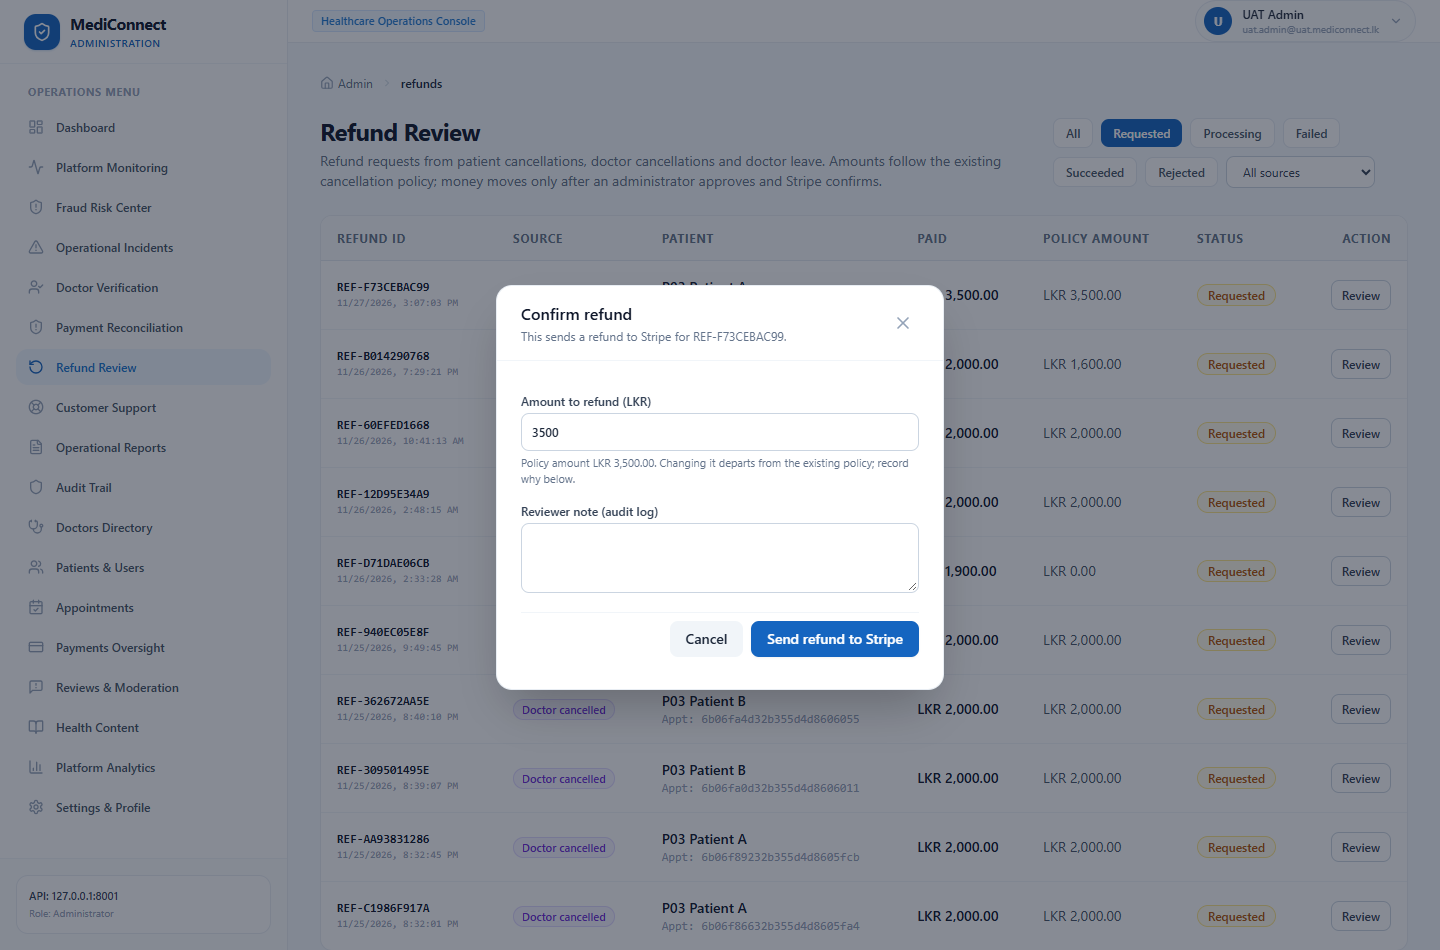 MediConnect
ADMINISTRATION
OPERATIONS MENU
Dashboard
Platform Monitoring
Fraud Risk Center
Operational Incidents
Doctor Verification
Payment Reconciliation
Refund Review
Customer Support
Operational Reports
Audit Trail
Doctors Directory
Patients & Users
Appointments
Payments Oversight
Reviews & Moderation
Health Content
Platform Analytics
Settings & Profile
API: 127.0.0.1:8001
Role: Administrator
Healthcare Operations Console
U
UAT Admin
uat.admin@uat.mediconnect.lk
Admin > refunds
Refund Review
Refund requests from patient cancellations, doctor cancellations and doctor leave. Amounts follow the existing
cancellation policy; money moves only after an administrator approves and Stripe confirms.
All Requested Processing Failed
Succeeded Rejected All sources
REFUND ID SOURCE PATIENT PAID POLICY AMOUNT STATUS ACTION
REF-F73CEBAC99 3,500.00 LKR 3,500.00 Requested Review
11/27/2026, 3:07:03 PM
REF-B014290768 2,000.00 LKR 1,600.00 Requested Review
11/26/2026, 7:29:21 PM
REF-60EFED1668 2,000.00 LKR 2,000.00 Requested Review
11/26/2026, 10:41:13 AM
REF-12D95E34A9 2,000.00 LKR 2,000.00 Requested Review
11/26/2026, 2:48:15 AM
REF-D71DAE06CB 1,900.00 LKR 0.00 Requested Review
11/26/2026, 2:33:28 AM
REF-940EC05E8F 2,000.00 LKR 2,000.00 Requested Review
11/25/2026, 9:49:45 PM
REF-362672AA5E Doctor cancelled P03 Patient B LKR 2,000.00 LKR 2,000.00 Requested Review
11/25/2026, 8:40:10 PM Appt: 6b06fa4d32b355d4d8606055
REF-309501495E Doctor cancelled P03 Patient B LKR 2,000.00 LKR 2,000.00 Requested Review
11/25/2026, 8:39:07 PM Appt: 6b06fa0d32b355d4d8606011
REF-AA93831286 Doctor cancelled P03 Patient A LKR 2,000.00 LKR 2,000.00 Requested Review
11/25/2026, 8:32:45 PM Appt: 6b06f89232b355d4d8605fcb
REF-C1986F917A Doctor cancelled P03 Patient A LKR 2,000.00 LKR 2,000.00 Requested Review
11/25/2026, 8:32:01 PM Appt: 6b06f86632b355d4d8605fa4
Confirm refund
This sends a refund to Stripe for REF-F73CEBAC99.
Amount to refund (LKR)
3500
Policy amount LKR 3,500.00. Changing it departs from the existing policy; record
why below.
Reviewer note (audit log)
Cancel Send refund to Stripe